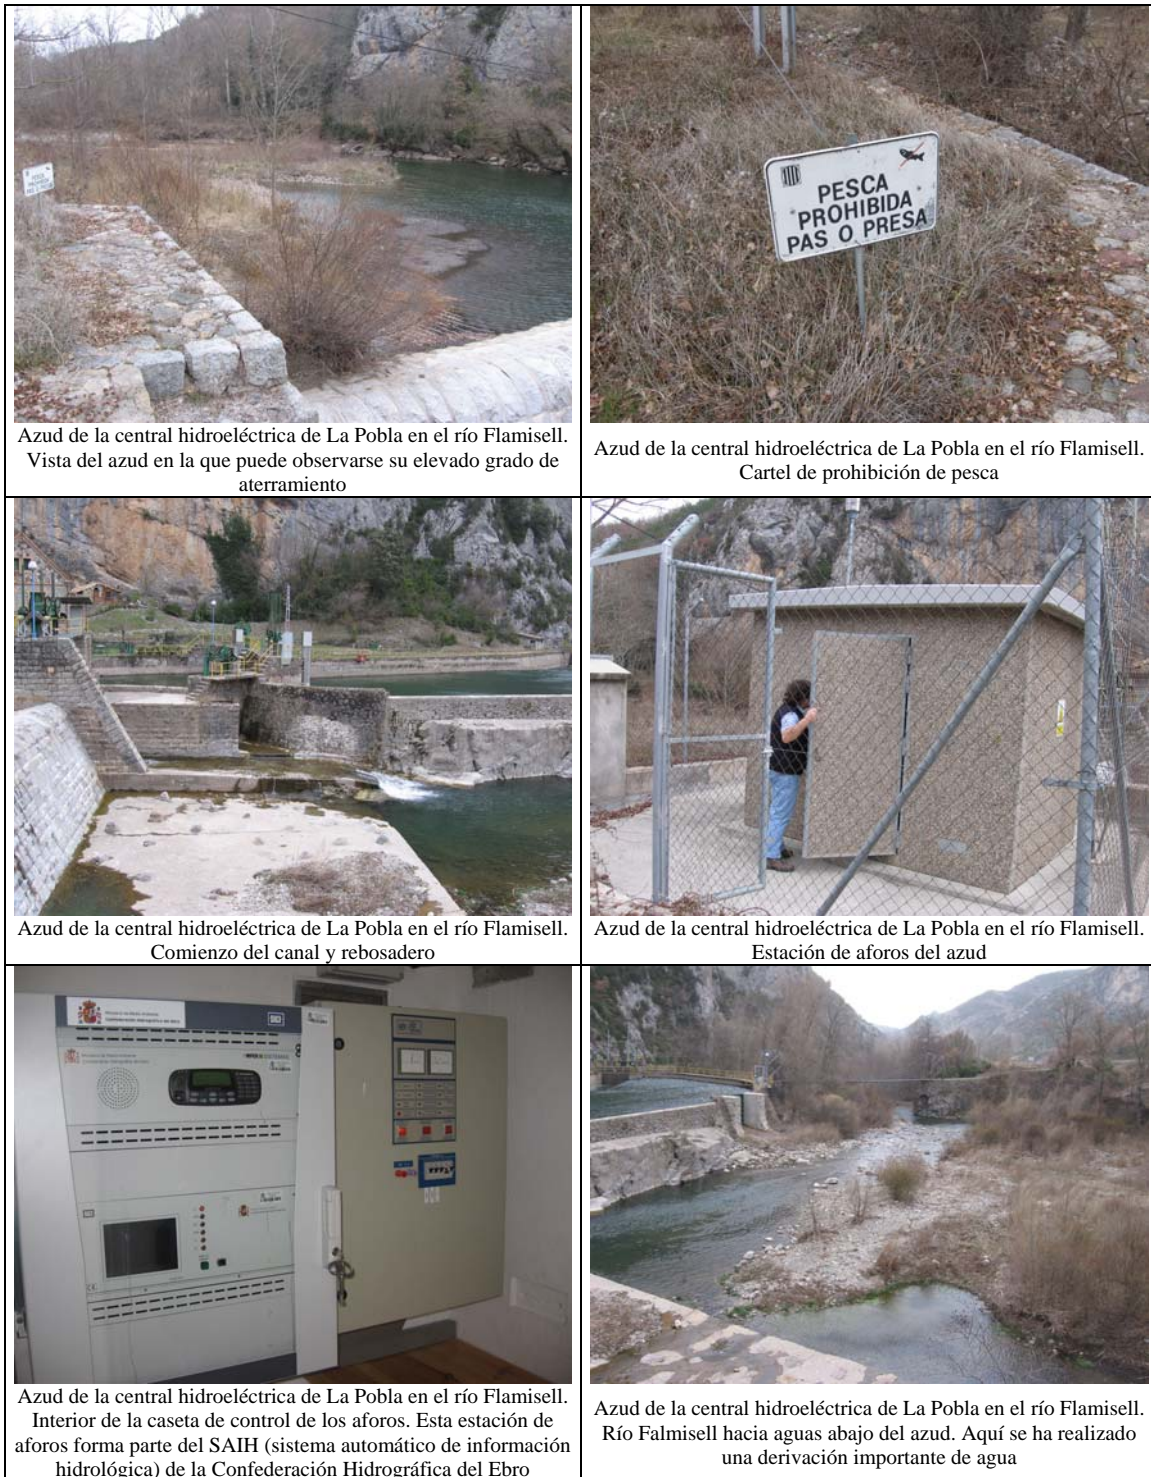 PESCA
PROHIBIDA
PAS O PRESA
PESCA
PROHIBIDA
PAS O PRESA
Azud de la central hidroeléctrica de La Pobla en el río Flamisell.
Vista del azud en la que puede observarse su elevado grado de
aterramiento
Azud de la central hidroeléctrica de La Pobla en el río Flamisell.
Cartel de prohibición de pesca
Azud de la central hidroeléctrica de La Pobla en el río Flamisell.
Comienzo del canal y rebosadero
Azud de la central hidroeléctrica de La Pobla en el río Flamisell.
Estación de aforos del azud
Azud de la central hidroeléctrica de La Pobla en el río Flamisell.
Interior de la caseta de control de los aforos. Esta estación de
aforos forma parte del SAIH (sistema automático de información
hidrológica) de la Confederación Hidrográfica del Ebro
Azud de la central hidroeléctrica de La Pobla en el río Flamisell.
Río Falmisell hacia aguas abajo del azud. Aquí se ha realizado
una derivación importante de agua